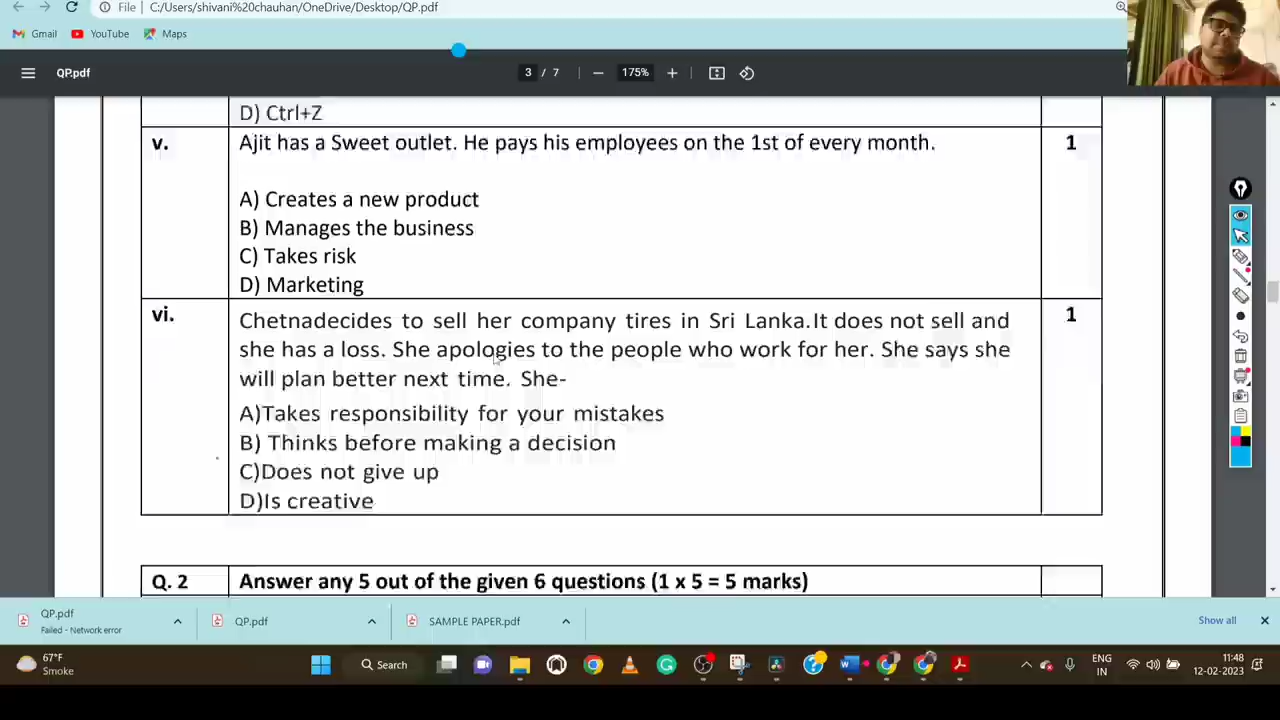 File C:/Users/shivani%20chauhan/OneDrive/Desktop/QP.pdf
Gmail YouTube Maps
QP.pdf 3 / 7 175%
D) Ctrl+Z
v. Ajit has a Sweet outlet. He pays his employees on the 1st of every month. 1
A) Creates a new product
B) Manages the business
C) Takes risk
D) Marketing
vi. Chetnadecides to sell her company tires in Sri Lanka.It does not sell and 1
she has a loss. She apologies to the people who work for her. She says she
will plan better next time. She-
A)Takes responsibility for your mistakes
B) Thinks before making a decision
C)Does not give up
D)Is creative
Q. 2 Answer any 5 out of the given 6 questions (1 x 5 = 5 marks)
QP.pdf
Failed - Network error
QP.pdf
SAMPLE PAPER.pdf
Show all
67°F
Smoke
Search
ENG
IN
11:48
12-02-2023